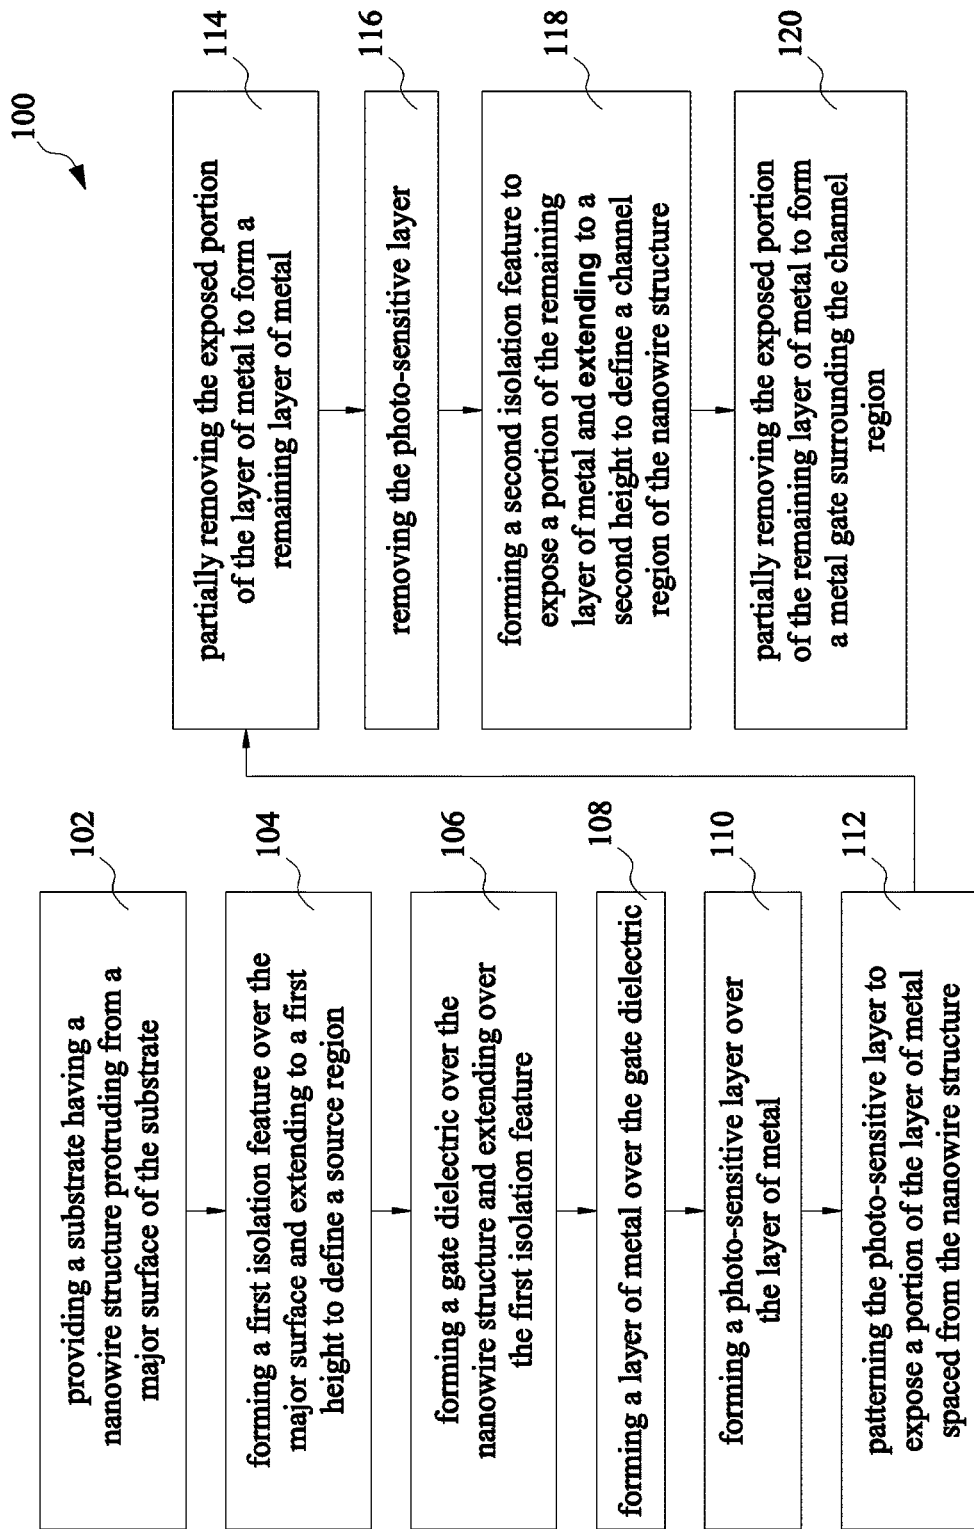 100
providing a substrate having a
nanowire structure protruding from a
major surface of the substrate
102
forming a first isolation feature over the
major surface and extending to a first
height to define a source region
104
forming a gate dielectric over the
nanowire structure and extending over
the first isolation feature
106
forming a layer of metal over the gate dielectric
108
forming a photo-sensitive layer over
the layer of metal
110
patterning the photo-sensitive layer to
expose a portion of the layer of metal
spaced from the nanowire structure
112
partially removing the exposed portion
of the layer of metal to form a
remaining layer of metal
114
removing the photo-sensitive layer
116
forming a second isolation feature to
expose a portion of the remaining
layer of metal and extending to a
second height to define a channel
region of the nanowire structure
118
partially removing the exposed portion
of the remaining layer of metal to form
a metal gate surrounding the channel
region
120